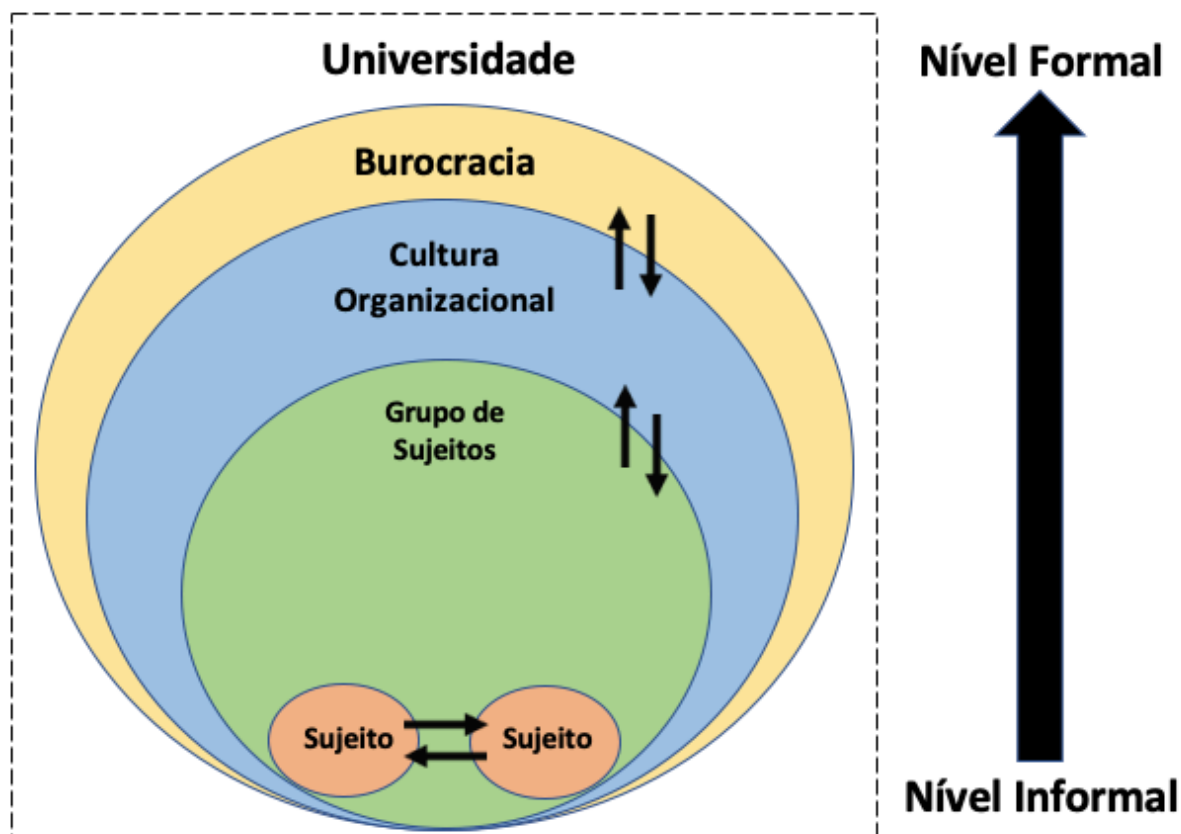 Universidade
Nível Formal
Burocracia
Cultura
Organizacional
Grupo de
Sujeitos
Sujeito
Sujeito
Nível Informal